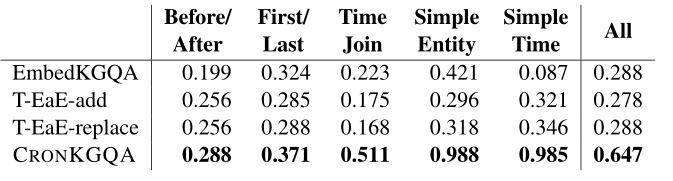 Before/ First/ Time Simple Simple All
After Last Join Entity Time
EmbedKGQA 0.199 0.324 0.223 0.421 0.087 0.288
T-EaE-add 0.256 0.285 0.175 0.296 0.321 0.278
T-EaE-replace 0.256 0.288 0.168 0.318 0.346 0.288
CRONKGQA 0.288 0.371 0.511 0.988 0.985 0.647